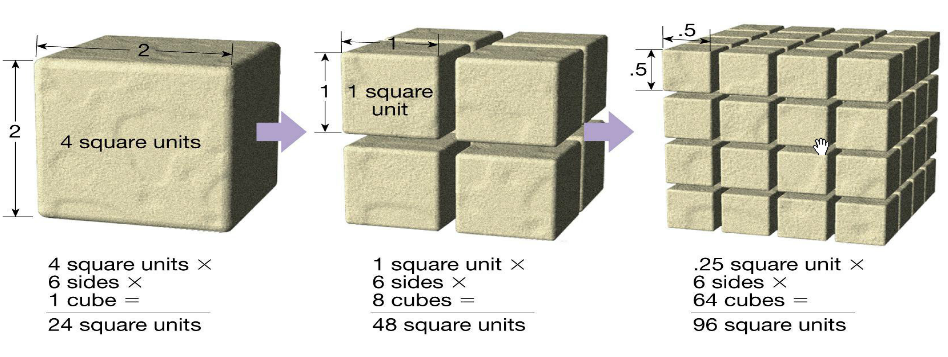 2
2
4 square units
4 square units ×
6 sides ×
1 cube =
24 square units
1
1
1 square
unit
1 square unit ×
6 sides ×
8 cubes =
48 square units
.5
.5
.25 square unit ×
6 sides ×
64 cubes =
96 square units